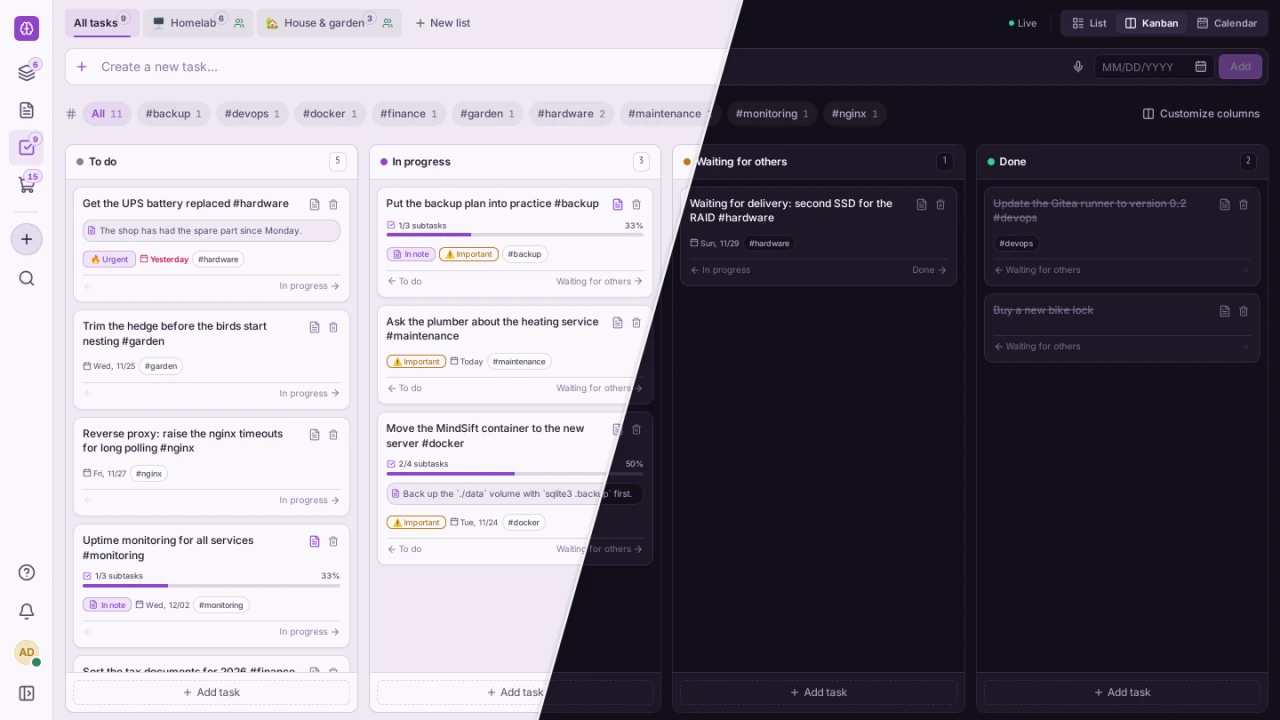 All tasks 9
🖥️ Homelab 6
🏡 House & garden 3
+ New list
Live
List
Kanban
Calendar
6
9
15
AD
+ Create a new task...
MM/DD/YYYY
Add
# All 11
#backup 1
#devops 1
#docker 1
#finance 1
#garden 1
#hardware 2
#maintenance
#monitoring 1
#nginx 1
Customize columns
To do 5
Get the UPS battery replaced #hardware
The shop has had the spare part since Monday.
🔥 Urgent Yesterday #hardware
← In progress →
Trim the hedge before the birds start
nesting #garden
Wed, 11/25 #garden
← In progress →
Reverse proxy: raise the nginx timeouts
for long polling #nginx
Fri, 11/27 #nginx
← In progress →
Uptime monitoring for all services
#monitoring
1/3 subtasks 33%
In note Wed, 12/02 #monitoring
← In progress →
Sort the tax documents for 2026 #finance
+ Add task
In progress 3
Put the backup plan into practice #backup
1/3 subtasks 33%
In note ⚠️ Important #backup
← To do Waiting for others →
Ask the plumber about the heating service
#maintenance
⚠️ Important Today #maintenance
← To do Waiting for others →
Move the MindSift container to the new
server #docker
2/4 subtasks 50%
Back up the `./data` volume with `sqlite3 .backup` first.
⚠️ Important Tue, 11/24 #docker
← To do Waiting for others →
+ Add task
Waiting for others 1
Waiting for delivery: second SSD for the
RAID #hardware
Sun, 11/29 #hardware
← In progress Done →
+ Add task
Done 2
Update the Gitea runner to version 0.2
#devops
#devops
← Waiting for others →
Buy a new bike lock
← Waiting for others →
+ Add task